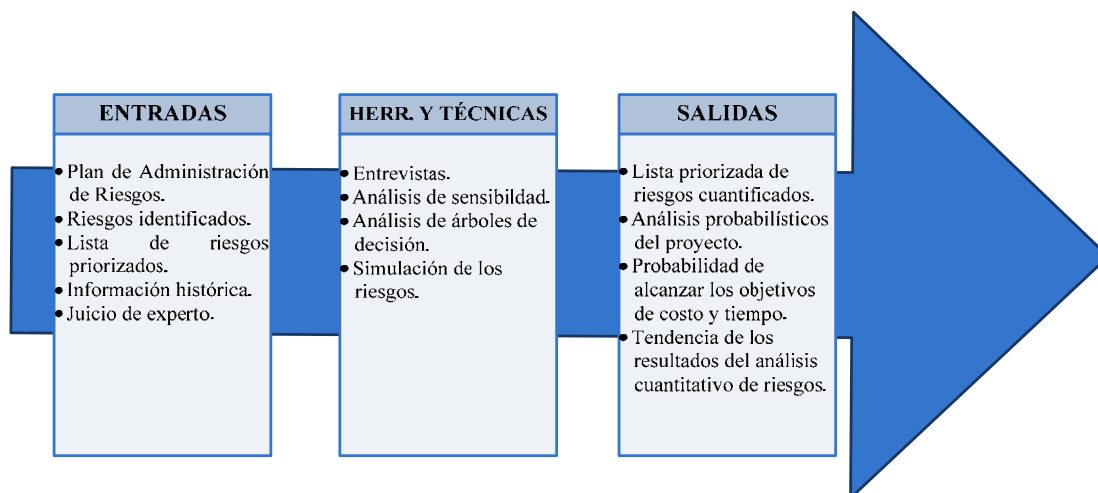 ENTRADAS
• Plan de Administración
de Riesgos.
• Riesgos identificados.
• Lista de riesgos
priorizados.
• Información histórica.
• Juicio de experto.
HERR. Y TÉCNICAS
• Entrevistas.
• Análisis de sensibildad.
• Análisis de árboles de
decisión.
• Simulación de los
riesgos.
SALIDAS
• Lista priorizada de
riesgos cuantificados.
• Análisis probabilísticos
del proyecto.
• Probabilidad de
alcanzar los objetivos
de costo y tiempo.
• Tendencia de los
resultados del análisis
cuantitativo de riesgos.